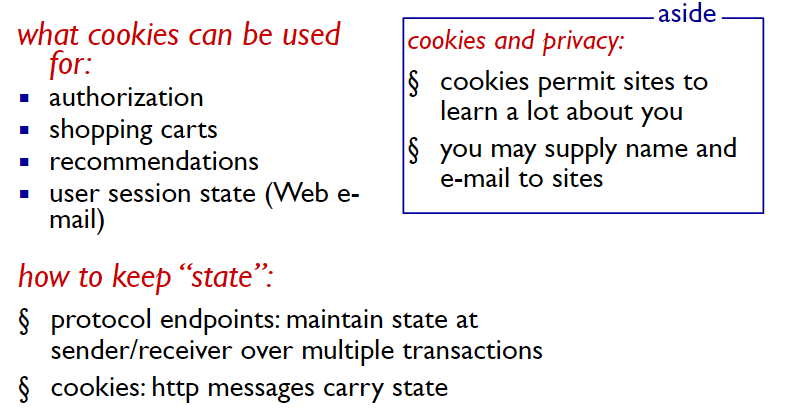 what cookies can be used
for:
▪ authorization
▪ shopping carts
▪ recommendations
▪ user session state (Web e-
mail)
aside
cookies and privacy:
§ cookies permit sites to
learn a lot about you
§ you may supply name and
e-mail to sites
how to keep “state”:
§ protocol endpoints: maintain state at
sender/receiver over multiple transactions
§ cookies: http messages carry state